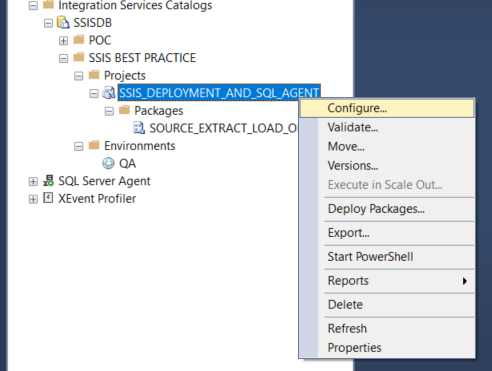 Integration Services Catalogs
SSISDB
POC
SSIS BEST PRACTICE
Projects
SSIS_DEPLOYMENT_AND_SQL_AGENT
Packages
SOURCE_EXTRACT_LOAD_O
Environments
QA
SQL Server Agent
XEvent Profiler
Configure...
Validate...
Move...
Versions...
Execute in Scale Out...
Deploy Packages...
Export...
Start PowerShell
Reports
Delete
Refresh
Properties